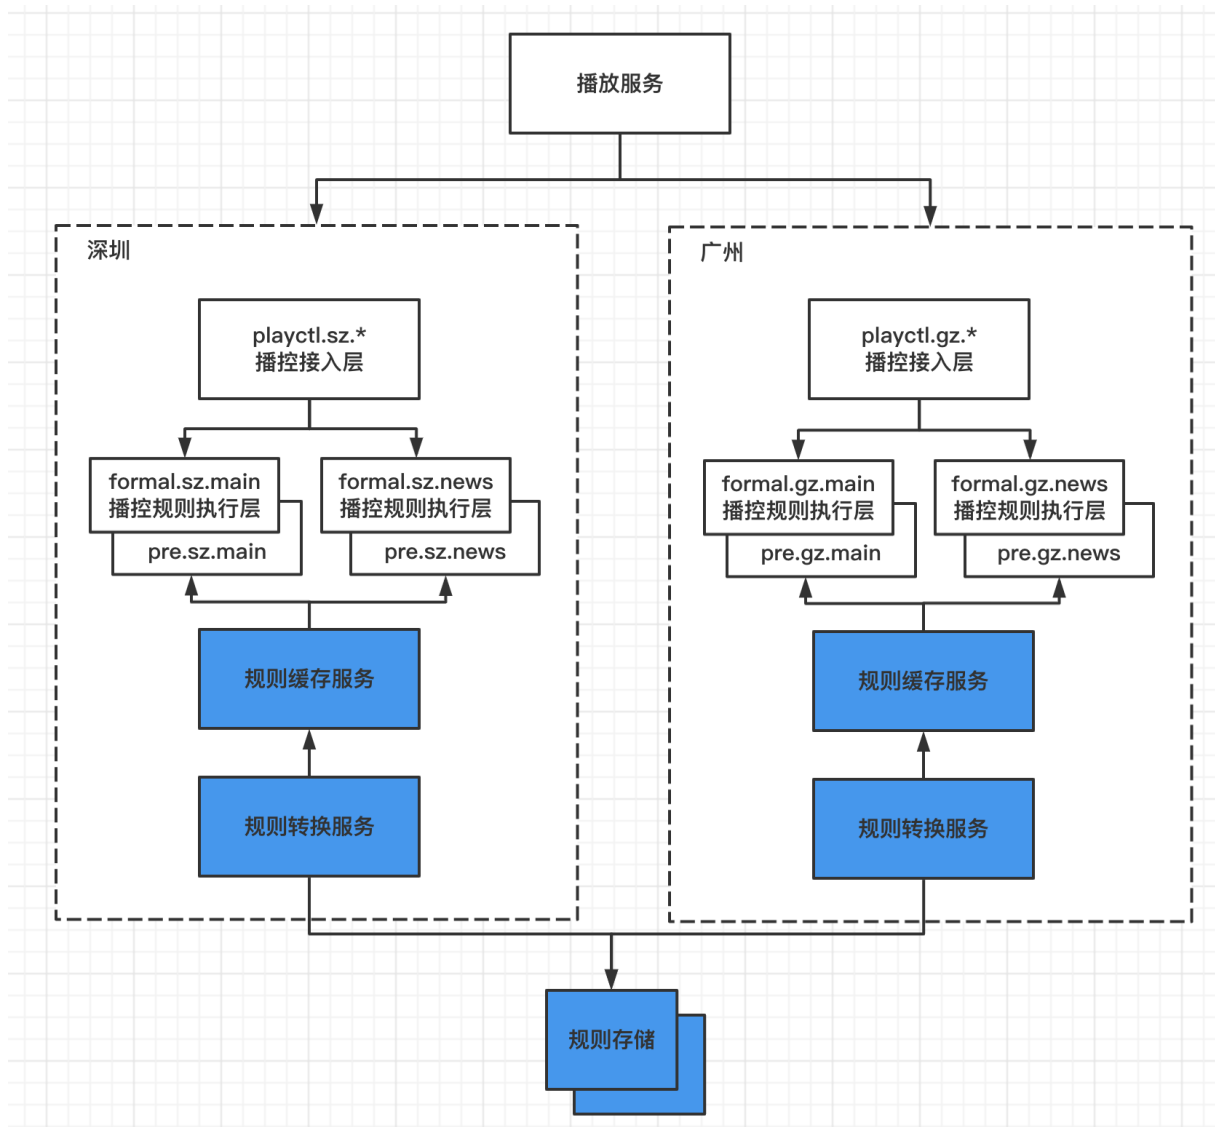 播放服务
深圳
playctl.sz.*
播控接入层
formal.sz.main
播控规则执行层
pre.sz.main
formal.sz.news
播控规则执行层
pre.sz.news
规则缓存服务
规则转换服务
广州
playctl.gz.*
播控接入层
formal.gz.main
播控规则执行层
pre.gz.main
formal.gz.news
播控规则执行层
pre.gz.news
规则缓存服务
规则转换服务
规则存储